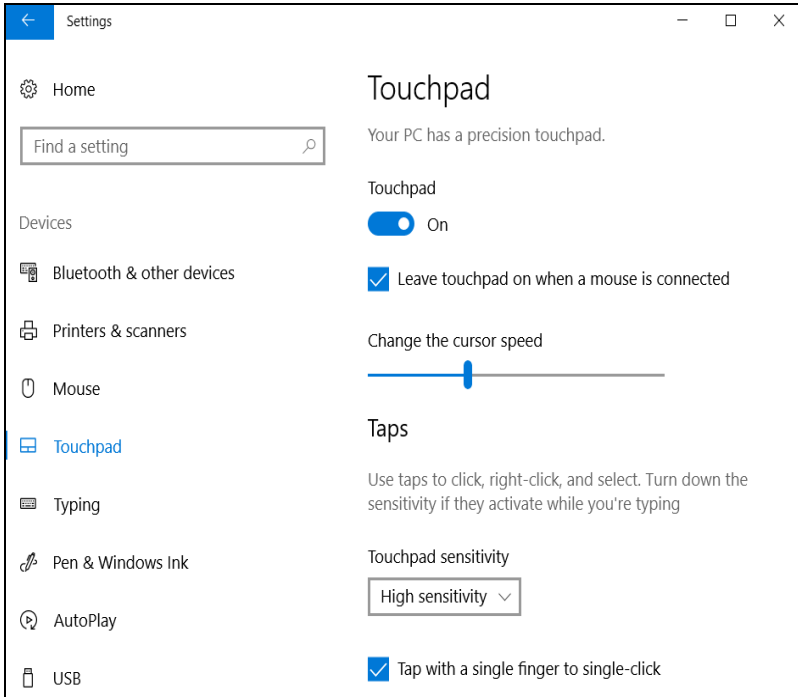 Settings
Home
Find a setting
Devices
Bluetooth & other devices
Printers & scanners
Mouse
Touchpad
Typing
Pen & Windows Ink
AutoPlay
USB
Touchpad
Your PC has a precision touchpad.
Touchpad
On
Leave touchpad on when a mouse is connected
Change the cursor speed
Taps
Use taps to click, right-click, and select. Turn down the
sensitivity if they activate while you're typing
Touchpad sensitivity
High sensitivity
Tap with a single finger to single-click